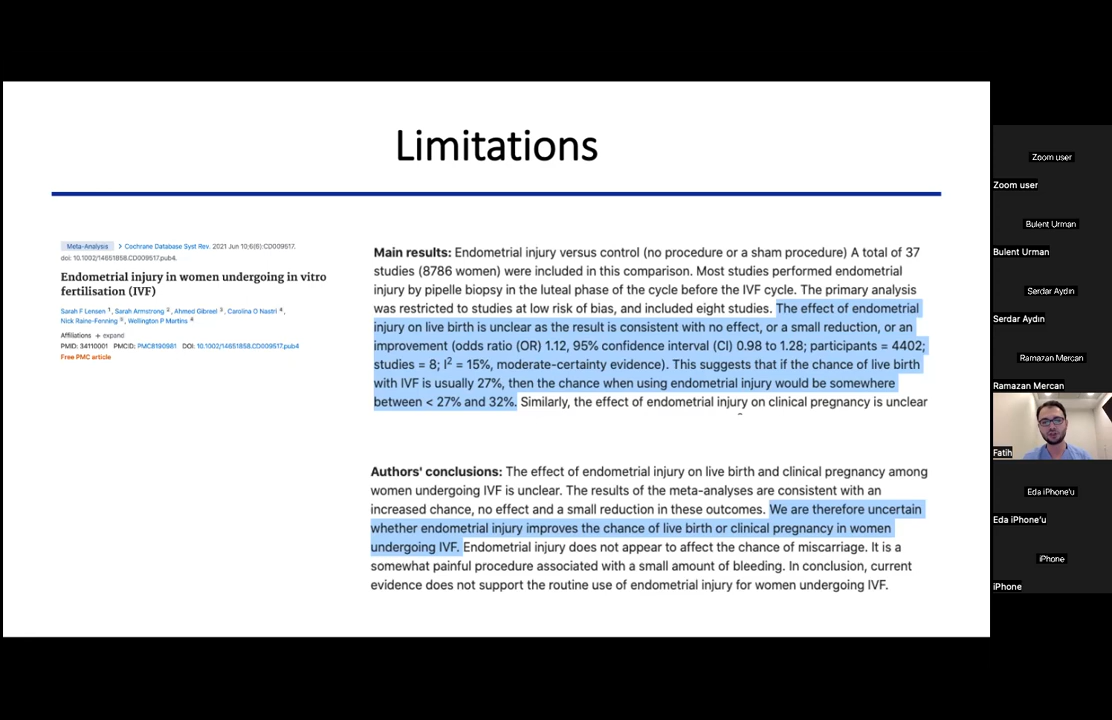 Limitations
Meta-Analysis > Cochrane Database Syst Rev. 2021 Jun 10;6(6):CD009517.
doi: 10.1002/14651858.CD009517.pub4.
Endometrial injury in women undergoing in vitro
fertilisation (IVF)
Sarah F Lensen 1, Sarah Armstrong 2, Ahmed Gibreel 3, Carolina O Nastri 4,
Nick Raine-Fenning 5, Wellington P Martins 4
Affiliations + expand
PMID: 34110001 PMCID: PMC8190981 DOI: 10.1002/14651858.CD009517.pub4
Free PMC article
Main results: Endometrial injury versus control (no procedure or a sham procedure) A total of 37
studies (8786 women) were included in this comparison. Most studies performed endometrial
injury by pipelle biopsy in the luteal phase of the cycle before the IVF cycle. The primary analysis
was restricted to studies at low risk of bias, and included eight studies. The effect of endometrial
injury on live birth is unclear as the result is consistent with no effect, or a small reduction, or an
improvement (odds ratio (OR) 1.12, 95% confidence interval (CI) 0.98 to 1.28; participants = 4402;
studies = 8; I2 = 15%, moderate-certainty evidence). This suggests that if the chance of live birth
with IVF is usually 27%, then the chance when using endometrial injury would be somewhere
between < 27% and 32%. Similarly, the effect of endometrial injury on clinical pregnancy is unclear
Authors' conclusions: The effect of endometrial injury on live birth and clinical pregnancy among
women undergoing IVF is unclear. The results of the meta-analyses are consistent with an
increased chance, no effect and a small reduction in these outcomes. We are therefore uncertain
whether endometrial injury improves the chance of live birth or clinical pregnancy in women
undergoing IVF. Endometrial injury does not appear to affect the chance of miscarriage. It is a
somewhat painful procedure associated with a small amount of bleeding. In conclusion, current
evidence does not support the routine use of endometrial injury for women undergoing IVF.
Zoom user
Zoom user
Bulent Urman
Bulent Urman
Serdar Aydın
Serdar Aydın
Ramazan Mercan
Ramazan Mercan
Fatih
Eda iPhone'u
Eda iPhone'u
iPhone
iPhone